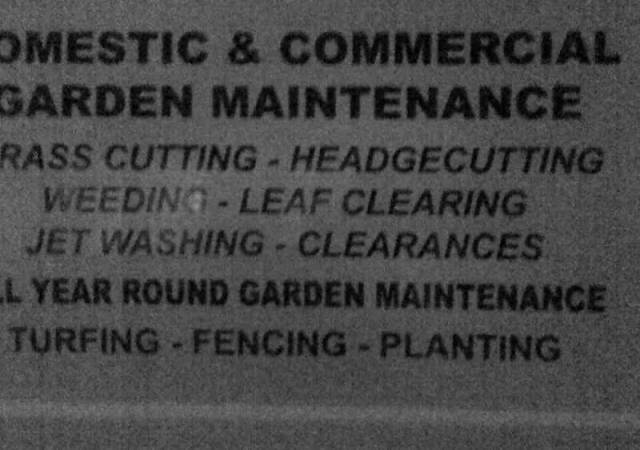 OMESTIC & COMMERCIAL
GARDEN MAINTENANCE
RASS CUTTING - HEADGECUTTING
WEEDING - LEAF CLEARING
JET WASHING - CLEARANCES
LL YEAR ROUND GARDEN MAINTENANCE
TURFING - FENCING - PLANTING